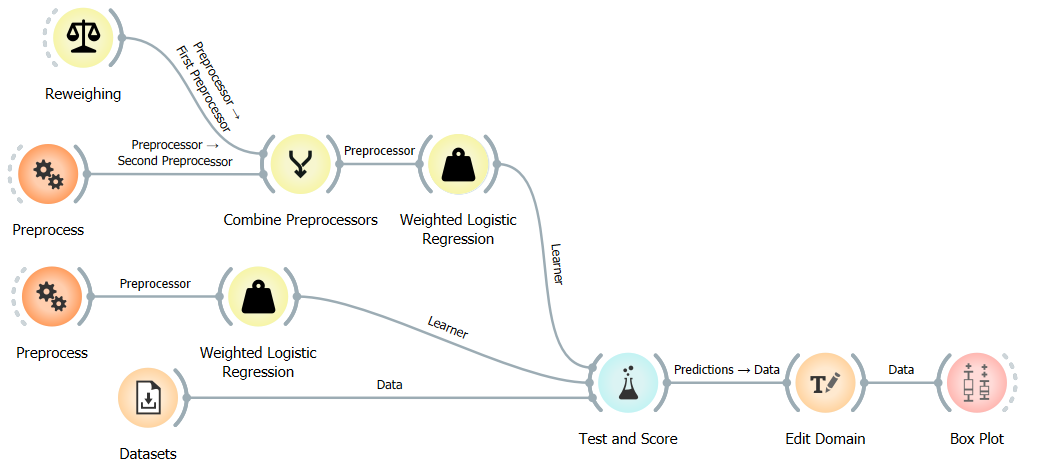 Preprocessor →
First Preprocessor
Reweighing
Preprocessor →
Second Preprocessor
Preprocessor
Preprocess
Combine Preprocessors
Weighted Logistic
Regression
Learner
Preprocessor
Preprocess
Weighted Logistic
Regression
Learner
Data
Datasets
Test and Score
Predictions → Data
Edit Domain
Data
Box Plot